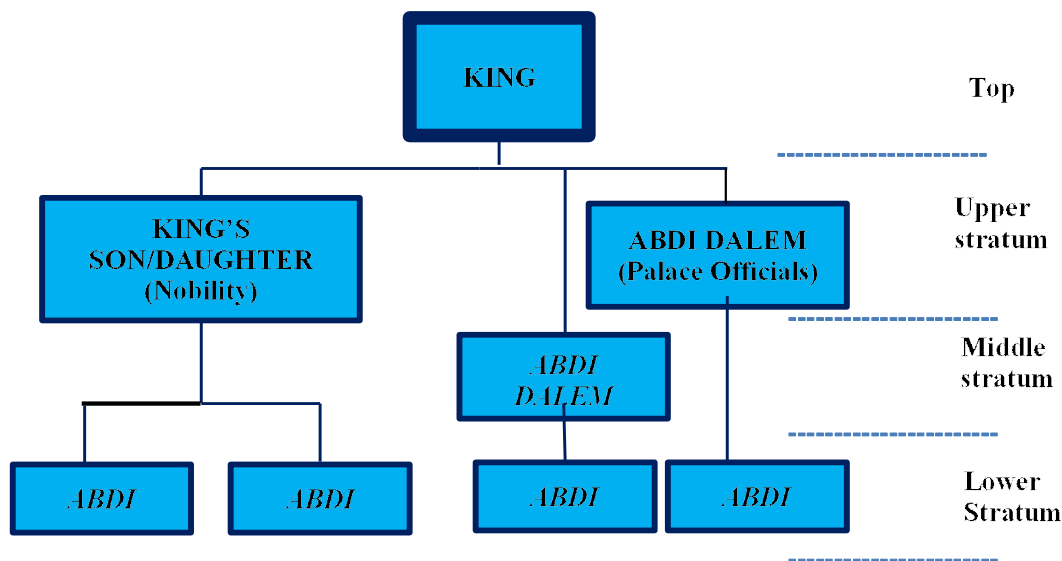 KING
Top
KING’S
SON/DAUGHTER
(Nobility)
ABDI DALEM
(Palace Officials)
Upper
stratum
ABDI
DALEM
Middle
stratum
ABDI
ABDI
ABDI
ABDI
Lower
Stratum